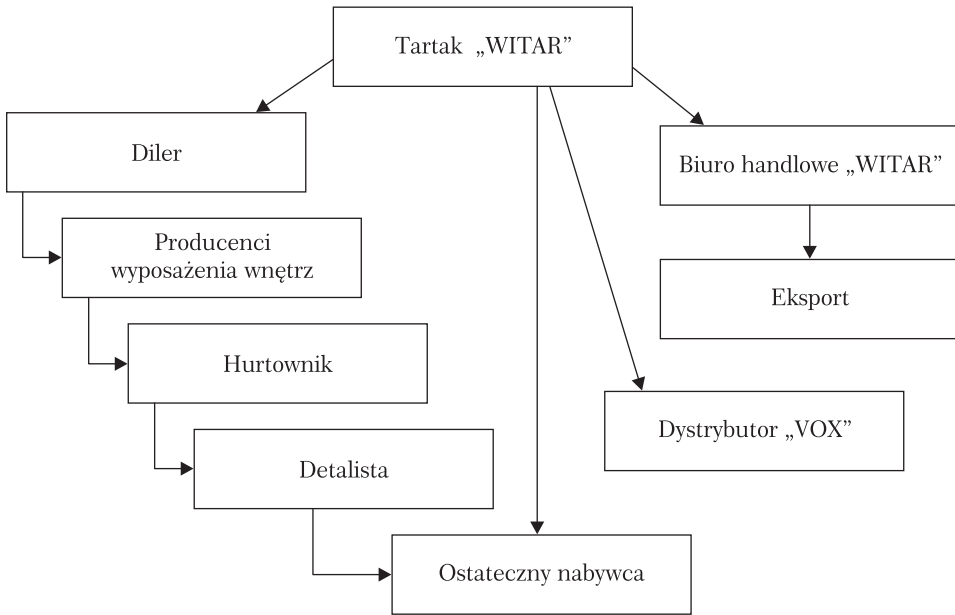 Tartak „WITAR”
Diler
Biuro handlowe „WITAR”
Producenci
wyposażenia wnętrz
Eksport
Hurtownik
Dystrybutor „VOX”
Detalista
Ostateczny nabywca